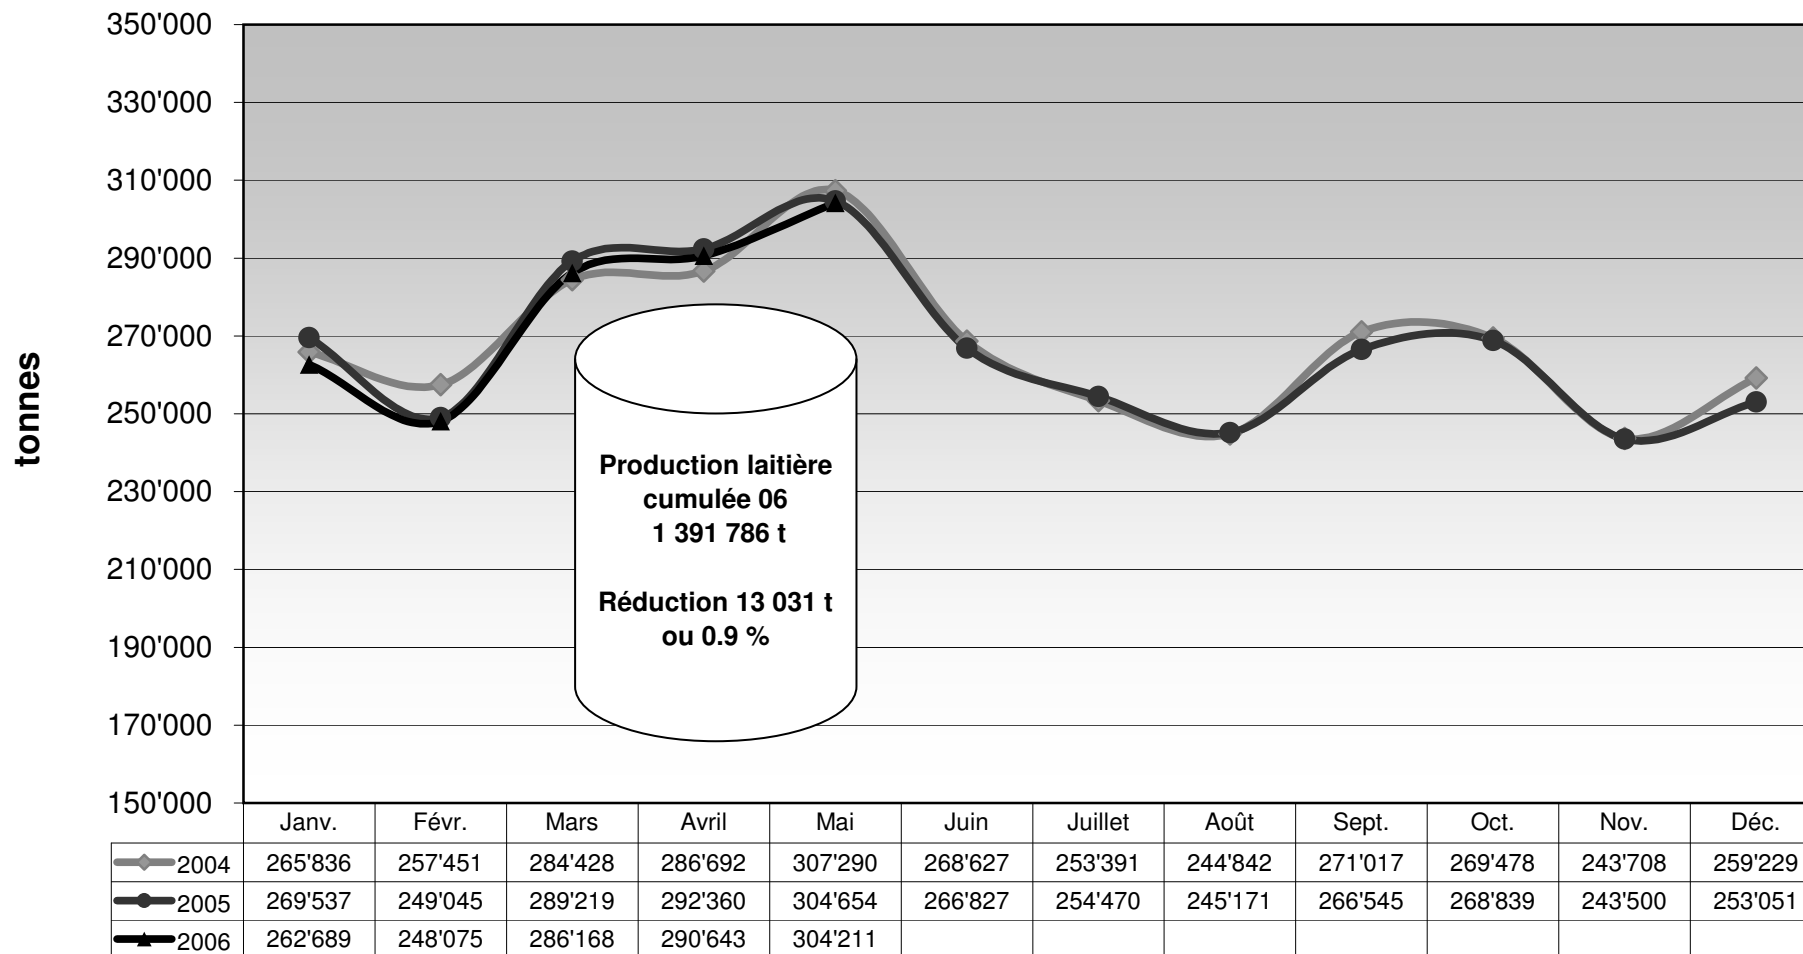 350'000
330'000
310'000
290'000
270'000
250'000
230'000
210'000
190'000
170'000
150'000
tonnes
Production laitière
cumulée 06
1 391 786 t
Réduction 13 031 t
ou 0.9 %
Janv. Févr. Mars Avril Mai Juin Juillet Août Sept. Oct. Nov. Déc.
2004 265'836 257'451 284'428 286'692 307'290 268'627 253'391 244'842 271'017 269'478 243'708 259'229
2005 269'537 249'045 289'219 292'360 304'654 266'827 254'470 245'171 266'545 268'839 243'500 253'051
2006 262'689 248'075 286'168 290'643 304'211